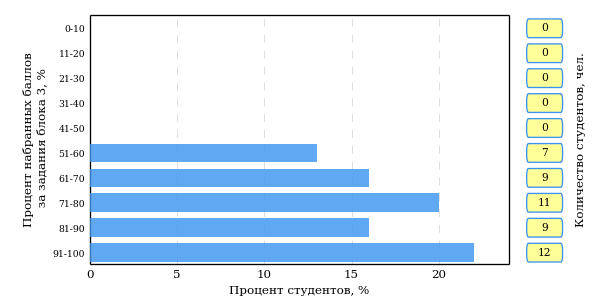 Процент набранных баллов
за задания блока 3, %
0-10 0
11-20 0
21-30 0
31-40 0
41-50 0
51-60 7
61-70 9
71-80 11
81-90 9
91-100 12
0 5 10 15 20
Процент студентов, %
Количество студентов, чел.